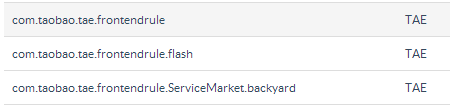 com.taobao.tae.frontendrule TAE
com.taobao.tae.frontendrule.flash TAE
com.taobao.tae.frontendrule.ServiceMarket.backyard TAE